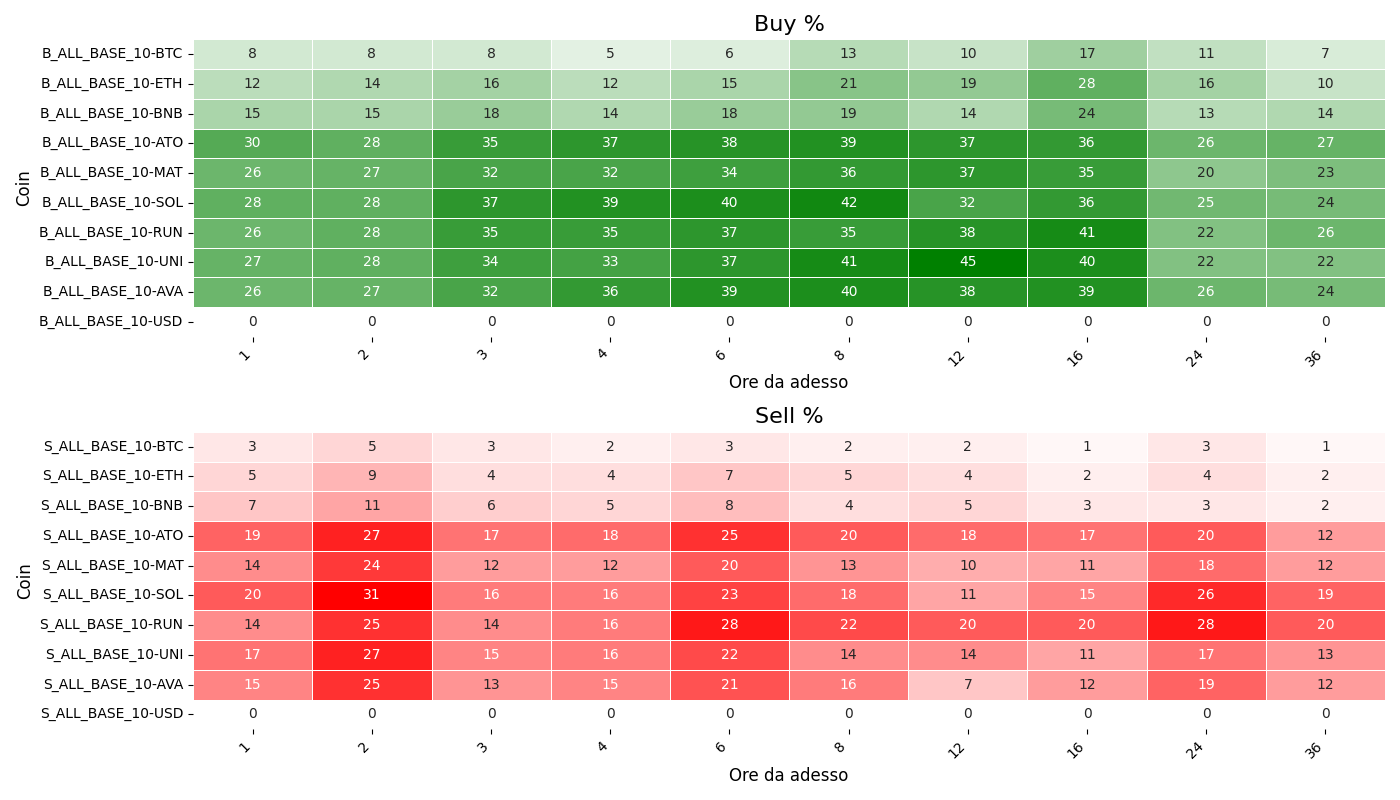 Buy %
Coin
B_ALL_BASE_10-BTC 8 8 8 5 6 13 10 17 11 7
B_ALL_BASE_10-ETH 12 14 16 12 15 21 19 28 16 10
B_ALL_BASE_10-BNB 15 15 18 14 18 19 14 24 13 14
B_ALL_BASE_10-ATO 30 28 35 37 38 39 37 36 26 27
B_ALL_BASE_10-MAT 26 27 32 32 34 36 37 35 20 23
B_ALL_BASE_10-SOL 28 28 37 39 40 42 32 36 25 24
B_ALL_BASE_10-RUN 26 28 35 35 37 35 38 41 22 26
B_ALL_BASE_10-UNI 27 28 34 33 37 41 45 40 22 22
B_ALL_BASE_10-AVA 26 27 32 36 39 40 38 39 26 24
B_ALL_BASE_10-USD 0 0 0 0 0 0 0 0 0 0
1 2 3 4 6 8 12 16 24 36
Ore da adesso
Sell %
Coin
S_ALL_BASE_10-BTC 3 5 3 2 3 2 2 1 3 1
S_ALL_BASE_10-ETH 5 9 4 4 7 5 4 2 4 2
S_ALL_BASE_10-BNB 7 11 6 5 8 4 5 3 3 2
S_ALL_BASE_10-ATO 19 27 17 18 25 20 18 17 20 12
S_ALL_BASE_10-MAT 14 24 12 12 20 13 10 11 18 12
S_ALL_BASE_10-SOL 20 31 16 16 23 18 11 15 26 19
S_ALL_BASE_10-RUN 14 25 14 16 28 22 20 20 28 20
S_ALL_BASE_10-UNI 17 27 15 16 22 14 14 11 17 13
S_ALL_BASE_10-AVA 15 25 13 15 21 16 7 12 19 12
S_ALL_BASE_10-USD 0 0 0 0 0 0 0 0 0 0
1 2 3 4 6 8 12 16 24 36
Ore da adesso